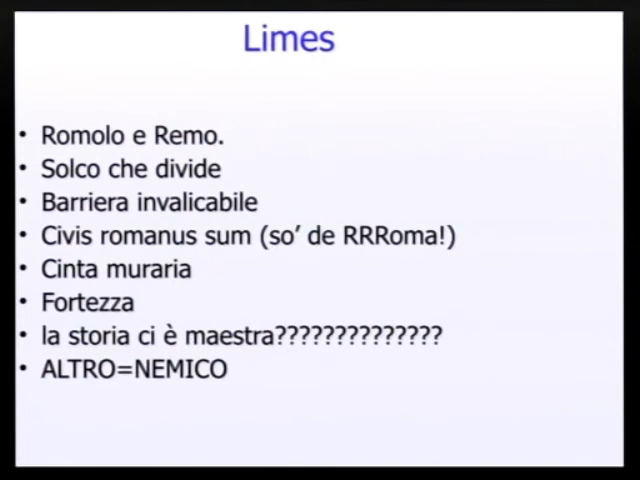 Limes
• Romolo e Remo.
• Solco che divide
• Barriera invalicabile
• Civis romanus sum (so' de RRRoma!)
• Cinta muraria
• Fortezza
• la storia ci è maestra??????????????
• ALTRO=NEMICO